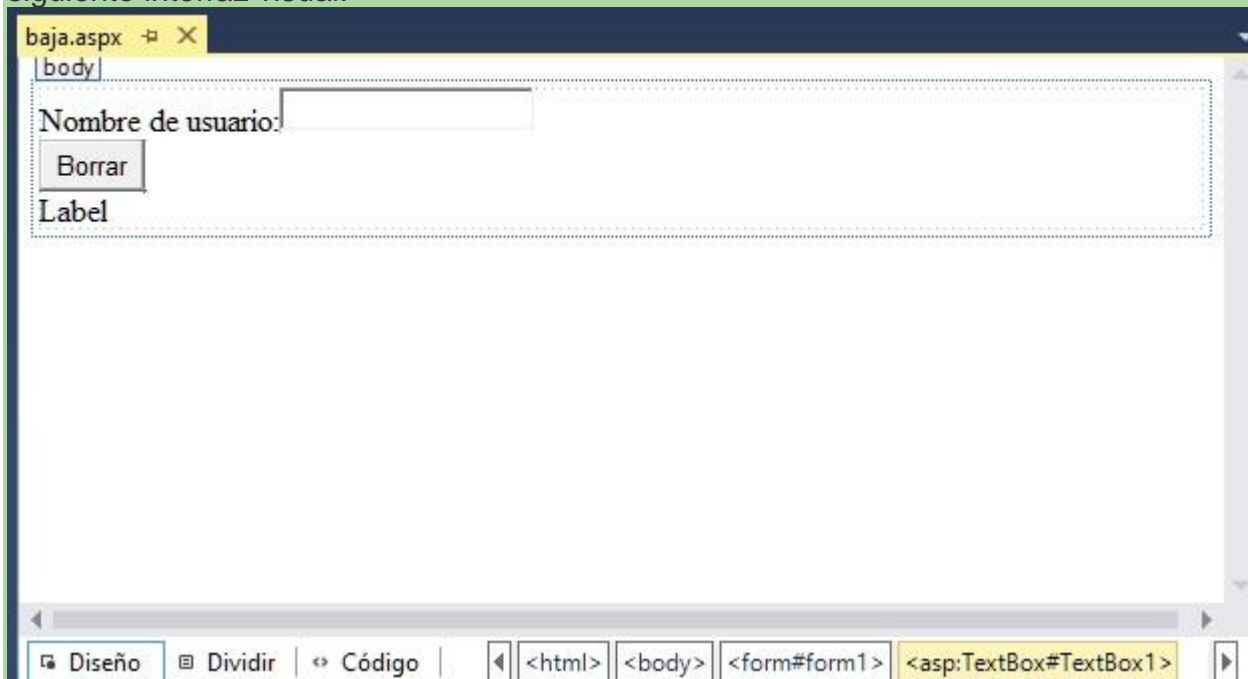 baja.aspx
body
Nombre de usuario:
Borrar
Label
Diseño Dividir Código <html> <body> <form#form1> <asp:TextBox#TextBox1>